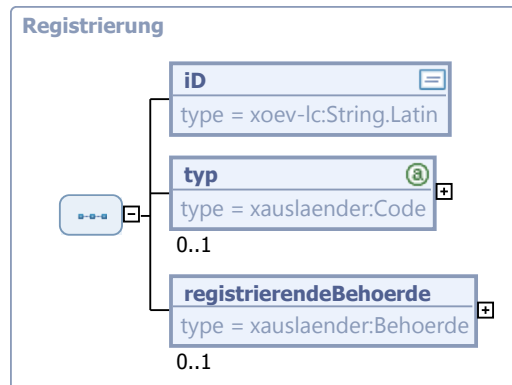 Registrierung
iD
type = xoev-lc:String.Latin
typ
type = xauslaender:Code
0..1
registrierendeBehoerde
type = xauslaender:Behoerde
0..1